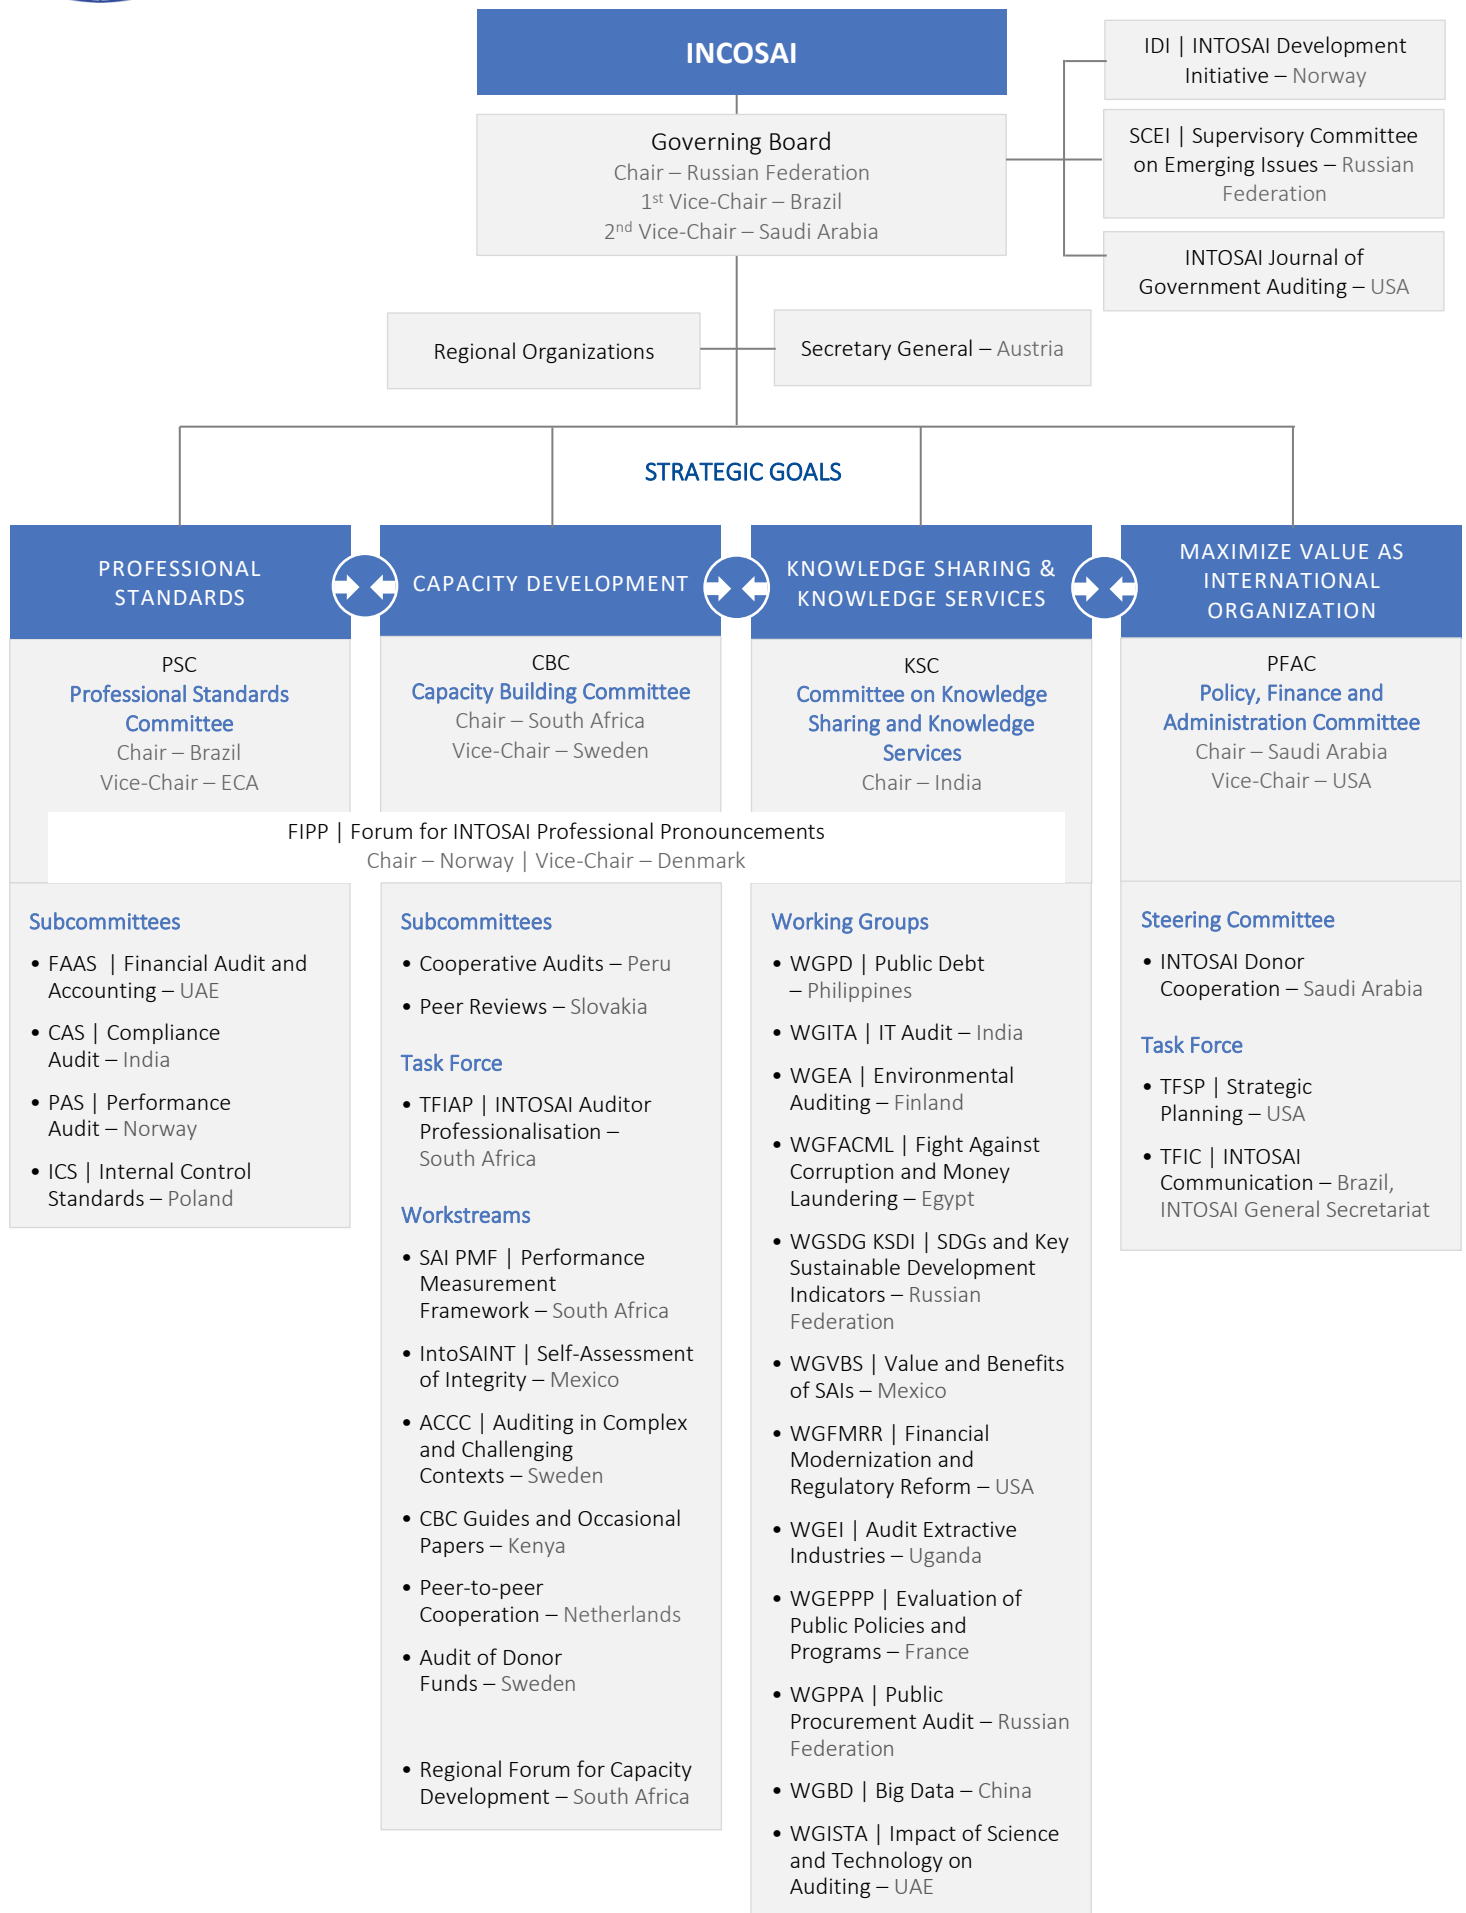 INCOSAI
Governing Board
Chair – Russian Federation
1st Vice-Chair – Brazil
2nd Vice-Chair – Saudi Arabia
IDI | INTOSAI Development
Initiative – Norway
SCEI | Supervisory Committee
on Emerging Issues – Russian
Federation
INTOSAI Journal of
Government Auditing – USA
Regional Organizations
Secretary General – Austria
STRATEGIC GOALS
PROFESSIONAL
STANDARDS
CAPACITY DEVELOPMENT
KNOWLEDGE SHARING &
KNOWLEDGE SERVICES
MAXIMIZE VALUE AS
INTERNATIONAL
ORGANIZATION
PSC
Professional Standards
Committee
Chair – Brazil
Vice-Chair – ECA
CBC
Capacity Building Committee
Chair – South Africa
Vice-Chair – Sweden
KSC
Committee on Knowledge
Sharing and Knowledge
Services
Chair – India
PFAC
Policy, Finance and
Administration Committee
Chair – Saudi Arabia
Vice-Chair – USA
FIPP | Forum for INTOSAI Professional Pronouncements
Chair – Norway | Vice-Chair – Denmark
Subcommittees
• FAAS | Financial Audit and
Accounting – UAE
• CAS | Compliance
Audit – India
• PAS | Performance
Audit – Norway
• ICS | Internal Control
Standards – Poland
Subcommittees
• Cooperative Audits – Peru
• Peer Reviews – Slovakia
Task Force
• TFIAP | INTOSAI Auditor
Professionalisation –
South Africa
Workstreams
• SAI PMF | Performance
Measurement
Framework – South Africa
• IntoSAINT | Self-Assessment
of Integrity – Mexico
• ACCC | Auditing in Complex
and Challenging
Contexts – Sweden
• CBC Guides and Occasional
Papers – Kenya
• Peer-to-peer
Cooperation – Netherlands
• Audit of Donor
Funds – Sweden
• Regional Forum for Capacity
Development – South Africa
Working Groups
• WGPD | Public Debt
– Philippines
• WGITA | IT Audit – India
• WGEA | Environmental
Auditing – Finland
• WGFACML | Fight Against
Corruption and Money
Laundering – Egypt
• WGSDG KSDI | SDGs and Key
Sustainable Development
Indicators – Russian
Federation
• WGVBS | Value and Benefits
of SAIs – Mexico
• WGFMRR | Financial
Modernization and
Regulatory Reform – USA
• WGEI | Audit Extractive
Industries – Uganda
• WGEPPP | Evaluation of
Public Policies and
Programs – France
• WGPPA | Public
Procurement Audit – Russian
Federation
• WGBD | Big Data – China
• WGISTA | Impact of Science
and Technology on
Auditing – UAE
Steering Committee
• INTOSAI Donor
Cooperation – Saudi Arabia
Task Force
• TFSP | Strategic
Planning – USA
• TFIC | INTOSAI
Communication – Brazil,
INTOSAI General Secretariat